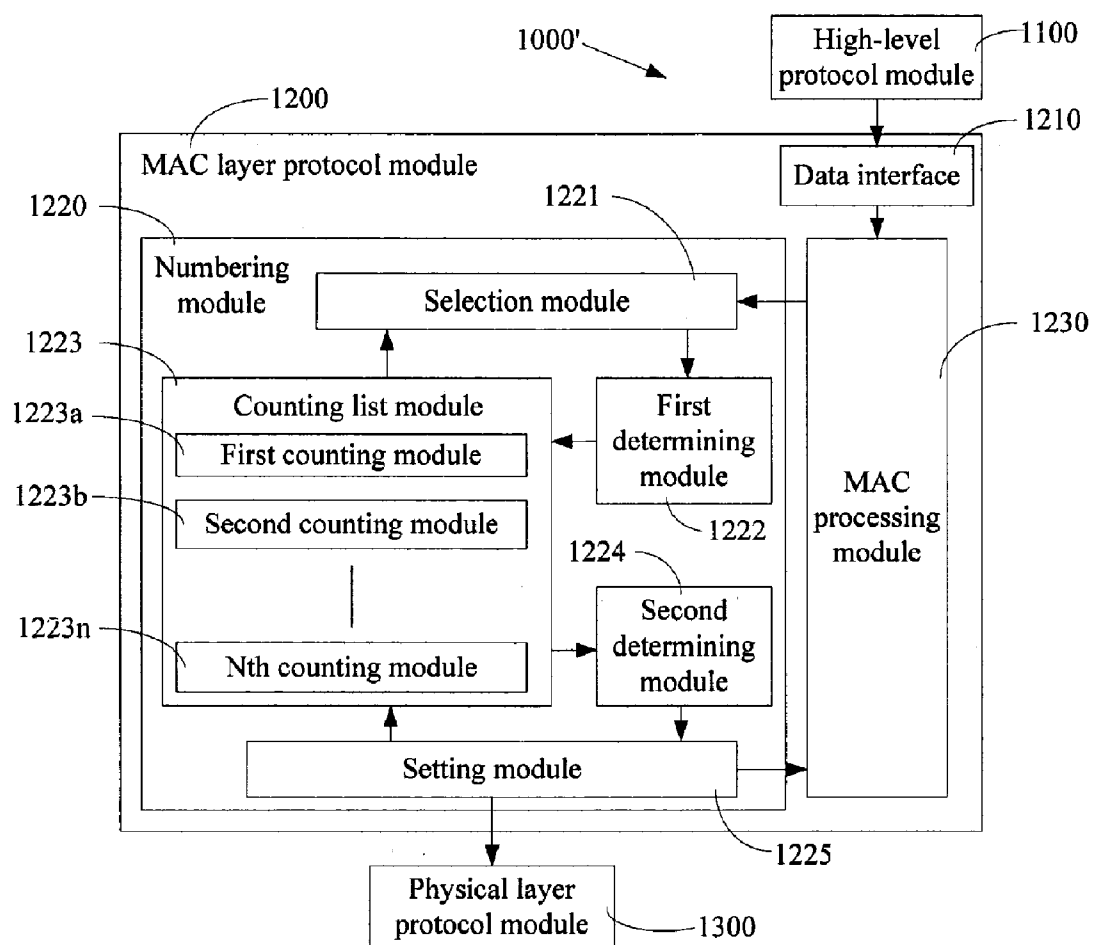 1000'
High-level
protocol module
1100
1200
1210
MAC layer protocol module
Data interface
1220
1221
Numbering
module
Selection module
1230
1223
Counting list module
First
determining
module
1223a
First counting module
MAC
processing
module
1223b
Second counting module
1222
1224
Second
determining
module
1223n
Nth counting module
Setting module
1225
Physical layer
protocol module
1300